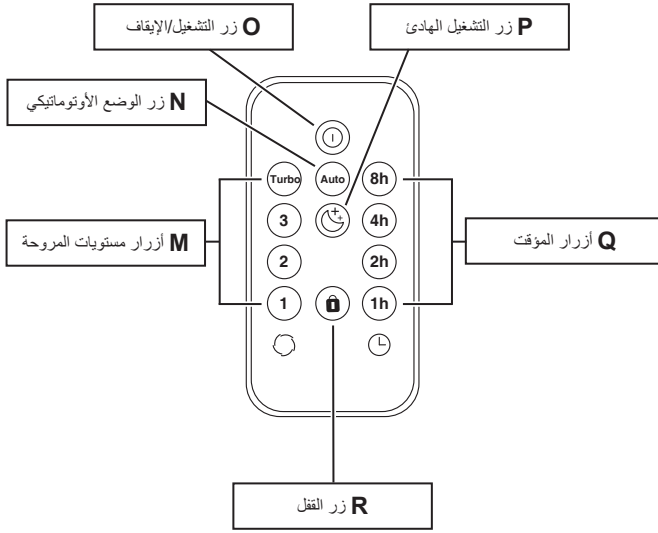 O زر التشغيل/الإيقاف
P زر التشغيل الهادئ
N زر الوضع الأوتوماتيكي
Turbo
Auto
8h
3
4h
M أزرار مستويات المروحة
Q أزرار المؤقت
2
2h
1
1h
R زر القفل